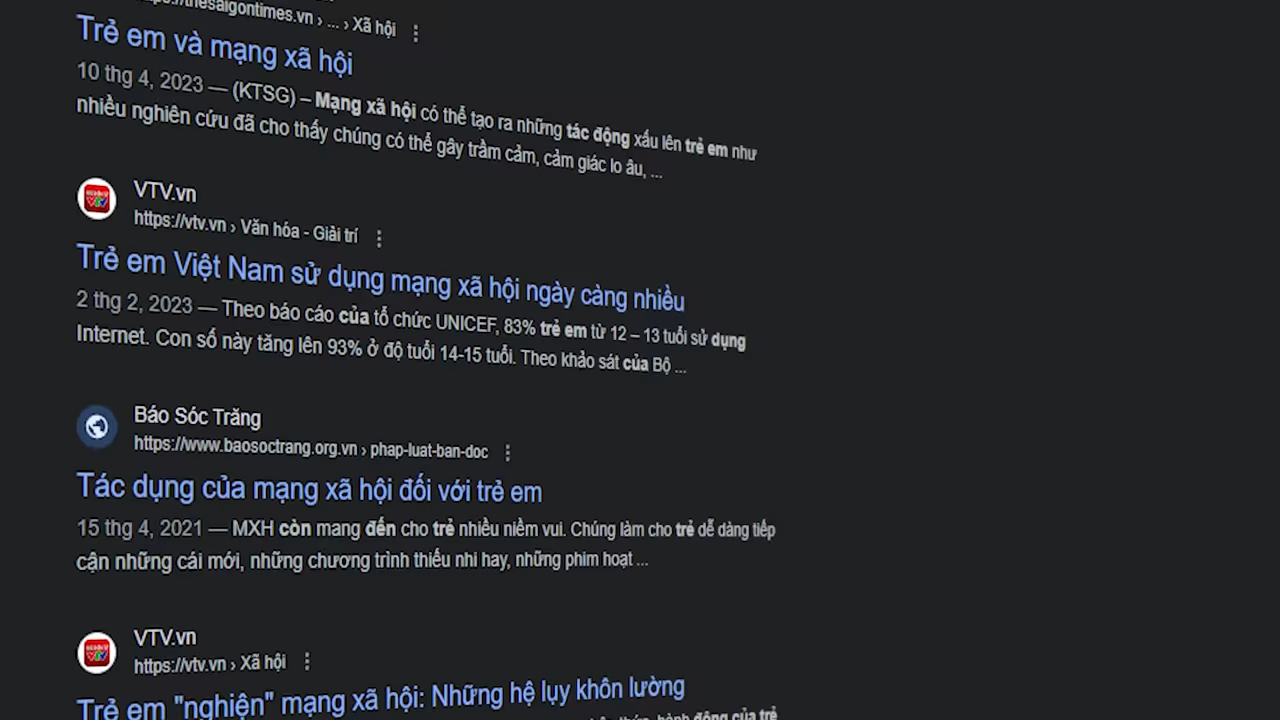 https://thesaigontimes.vn › ... › Xã hội
Trẻ em và mạng xã hội
10 thg 4, 2023 — (KTSG) – Mạng xã hội có thể tạo ra những tác động xấu lên trẻ em như
nhiều nghiên cứu đã cho thấy chúng có thể gây trầm cảm, cảm giác lo âu, ...
VTV.vn
https://vtv.vn › Văn hóa - Giải trí
Trẻ em Việt Nam sử dụng mạng xã hội ngày càng nhiều
2 thg 2, 2023 — Theo báo cáo của tổ chức UNICEF, 83% trẻ em từ 12 – 13 tuổi sử dụng
Internet. Con số này tăng lên 93% ở độ tuổi 14-15 tuổi. Theo khảo sát của Bộ ...
Báo Sóc Trăng
https://www.baosoctrang.org.vn › phap-luat-ban-doc
Tác dụng của mạng xã hội đối với trẻ em
15 thg 4, 2021 — MXH còn mang đến cho trẻ nhiều niềm vui. Chúng làm cho trẻ dễ dàng tiếp
cận những cái mới, những chương trình thiếu nhi hay, những phim hoạt ...
VTV.vn
https://vtv.vn › Xã hội
Trẻ em "nghiện" mạng xã hội: Những hệ lụy khôn lường
động của trẻ